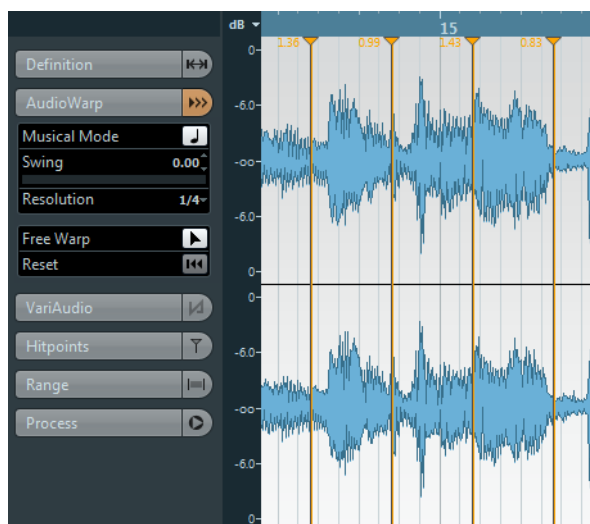 dB
15
1.36 0.99 1.43 0.83
Definition
AudioWarp
Musical Mode
Swing 0.00
Resolution 1/4
Free Warp
Reset
VariAudio
Hitpoints
Range
Process
0
-6.0
-oo
-6.0
0
0
-6.0
-oo
-6.0
0